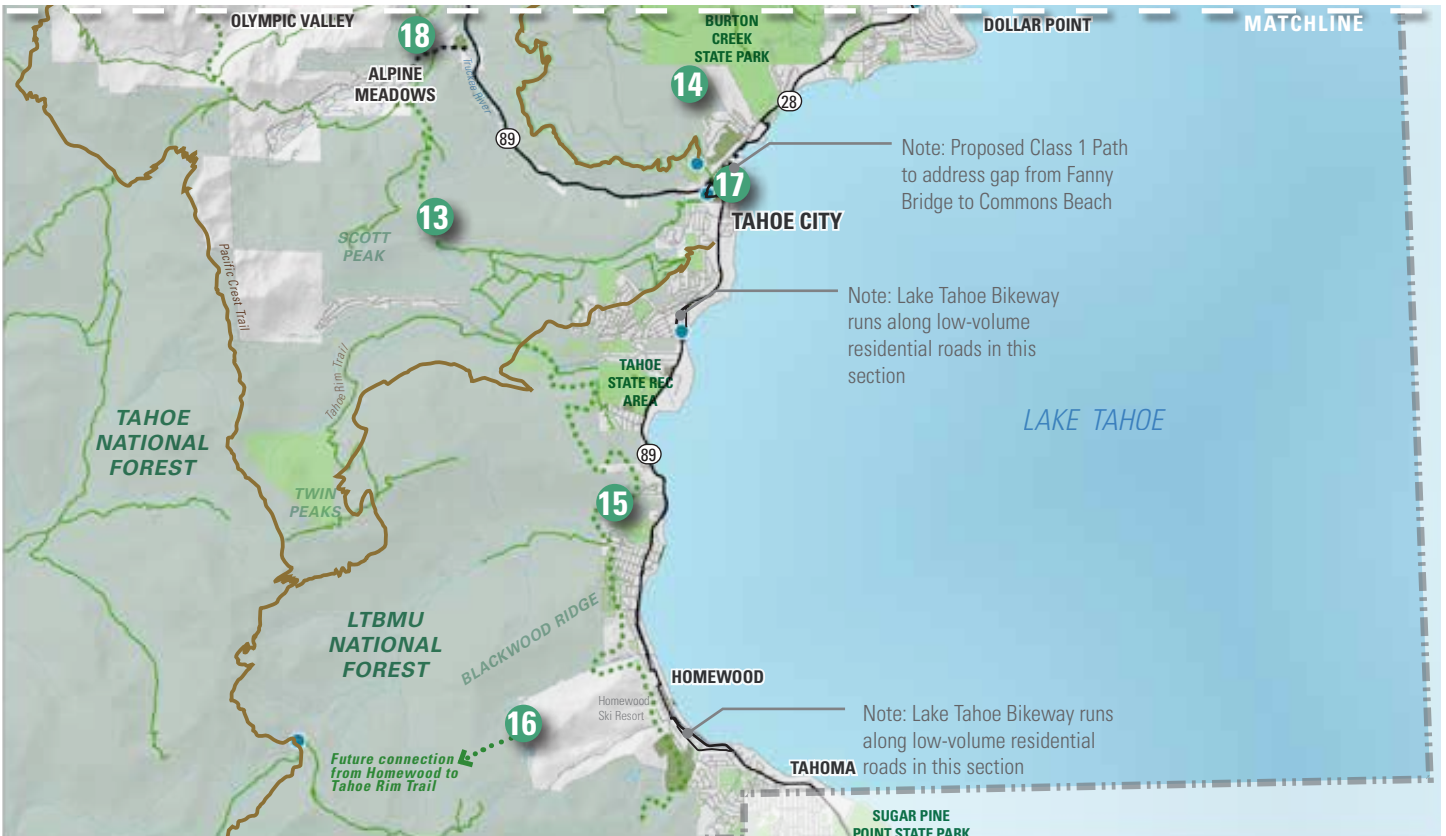 OLYMPIC VALLEY
BURTON
CREEK
STATE PARK
DOLLAR POINT
MATCHLINE
18
ALPINE
MEADOWS
Truckee River
14
28
89
Note: Proposed Class 1 Path
to address gap from Fanny
Bridge to Commons Beach
17
TAHOE CITY
13
SCOTT
PEAK
Pacific Crest Trail
Note: Lake Tahoe Bikeway
runs along low-volume
residential roads in this
section
Tahoe Rim Trail
TAHOE
STATE REC
AREA
LAKE TAHOE
TAHOE
NATIONAL
FOREST
89
TWIN
PEAKS
15
LTBMU
NATIONAL
FOREST
BLACKWOOD RIDGE
HOMEWOOD
Homewood
Ski Resort
16
Note: Lake Tahoe Bikeway runs
along low-volume residential
roads in this section
Future connection
from Homewood to
Tahoe Rim Trail
TAHOMA
SUGAR PINE
POINT STATE PARK